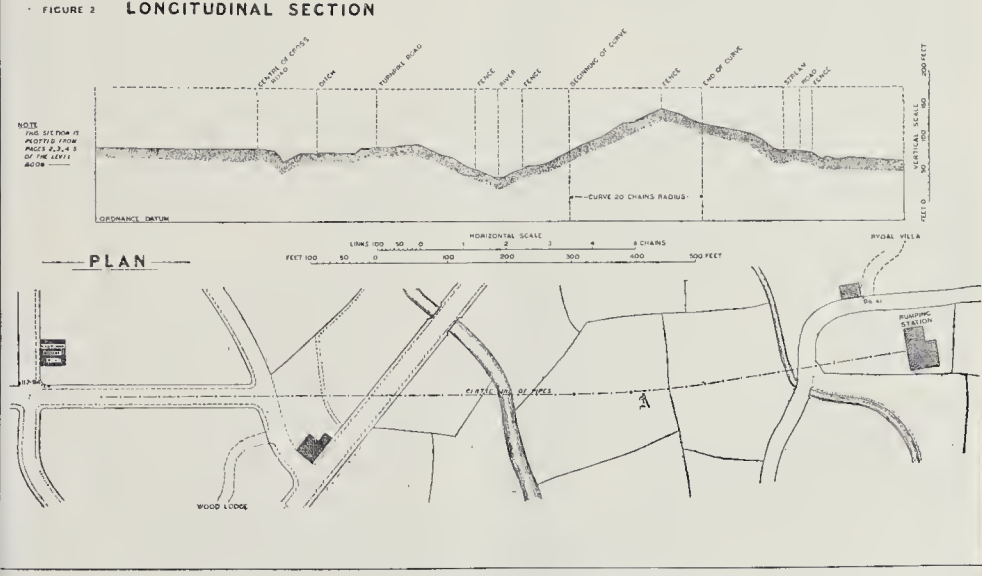 FIGURE 2 LONGITUDINAL SECTION
CENTRE OF CROSS ROAD
DITCH
TURNPIKE ROAD
FENCE
RIVER
FENCE
BEGINNING OF CURVE
FENCE
END OF CURVE
STREAM
ROAD
FENCE
NOTE
THIS SECTION IS
PLOTTED FROM
PAGES 2,3,4 5
OF THE LEVEL
BOOK
FEET 0 50 100 150 200 FEET
VERTICAL SCALE
CURVE 20 CHAINS RADIUS
ORDNANCE DATUM
HORIZONTAL SCALE
LINKS 100 50 0 1 2 3 4 CHAINS
FEET 100 50 0 100 200 300 400 500 FEET
PLAN
RYDAL VILLA
PUMPING
STATION
CENTRE LINE OF PIPES
WOOD LODGE